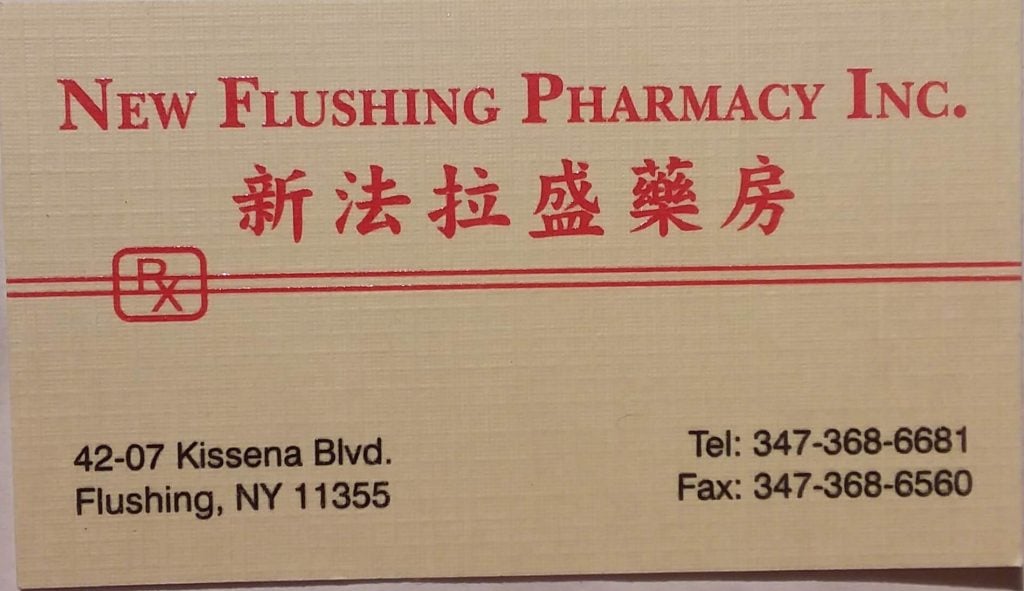 NEW FLUSHING PHARMACY INC.
新法拉盛藥房
Rx
42-07 Kissena Blvd.
Flushing, NY 11355
Tel: 347-368-6681
Fax: 347-368-6560